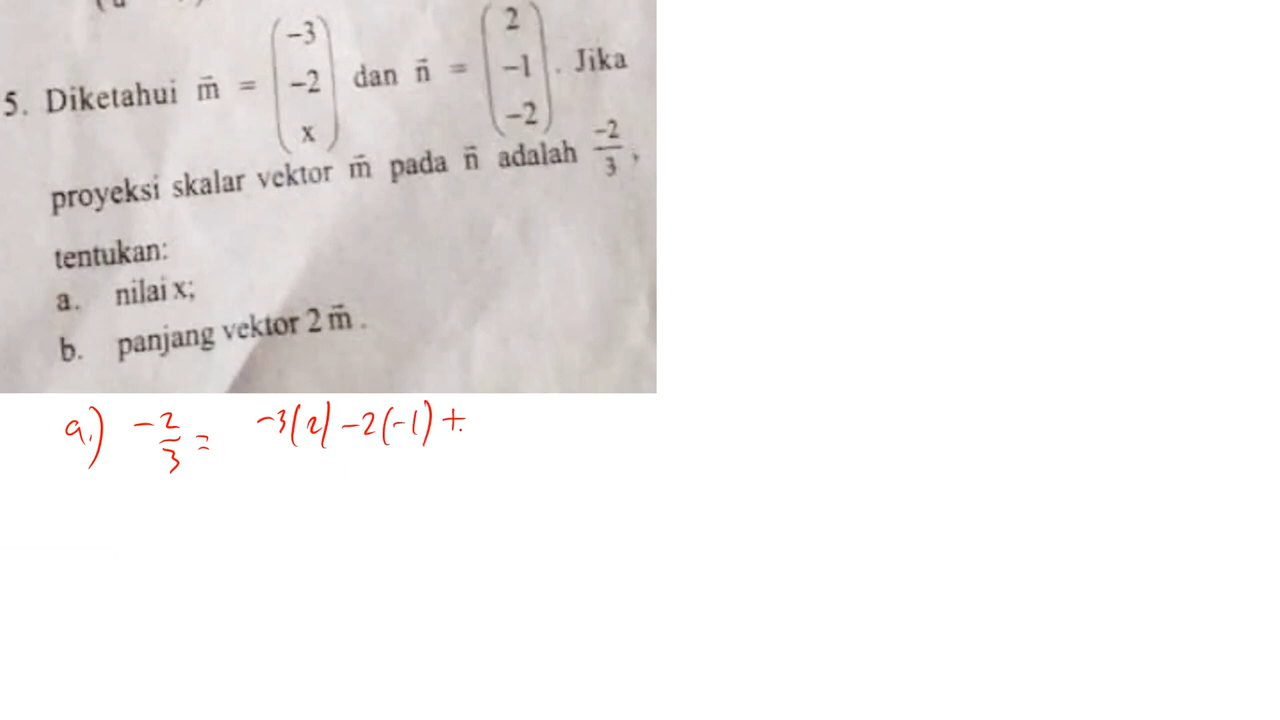 5. Diketahui m⃗ = (-3 -2 x) dan n⃗ = (2 -1 -2). Jika
proyeksi skalar vektor m⃗ pada n⃗ adalah -2/3,
tentukan:
a. nilai x;
b. panjang vektor 2 m⃗.
a.) -2/3 = -3(2) -2(-1) +